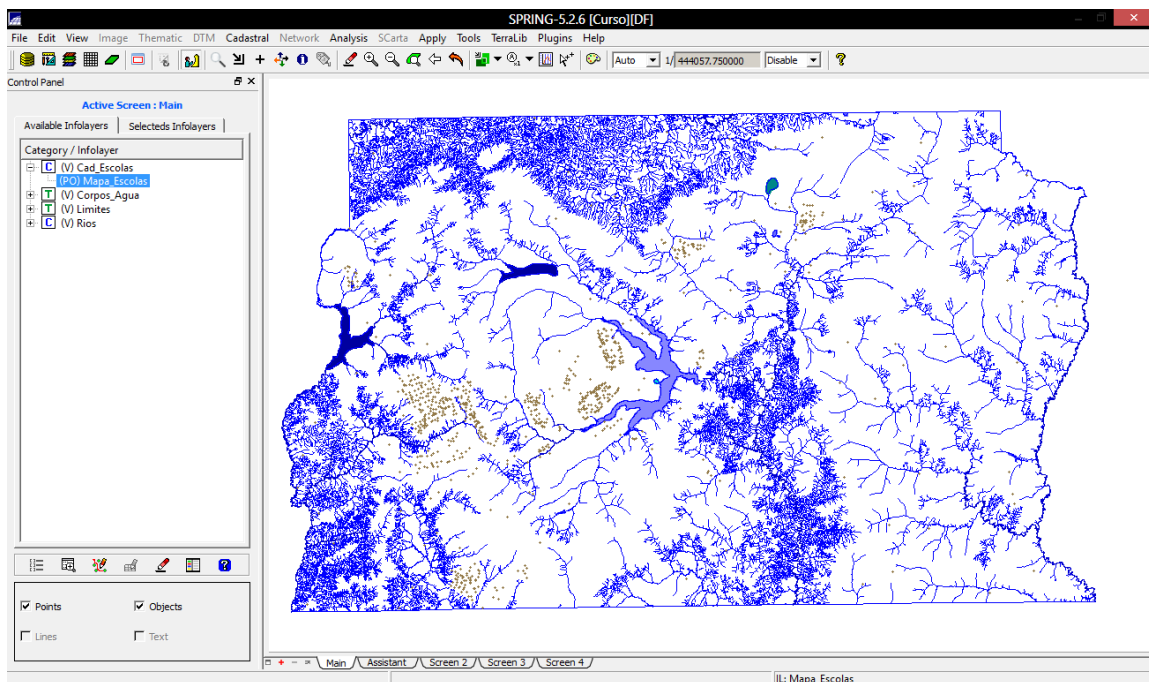 SPRING-5.2.6 [Curso][DF]
File Edit View Image Thematic DTM Cadastral Network Analysis SCarta Apply Tools TerraLib Plugins Help
Auto 1/ 444057.750000 Disable
Control Panel
Active Screen : Main
Available Infolayers Selecteds Infolayers
Category / Infolayer
C (V) Cad_Escolas
(PO) Mapa_Escolas
T (V) Corpos_Agua
T (V) Limites
C (V) Rios
Points Objects
Lines Text
Main Assistant Screen 2 Screen 3 Screen 4
IL: Mapa_Escolas